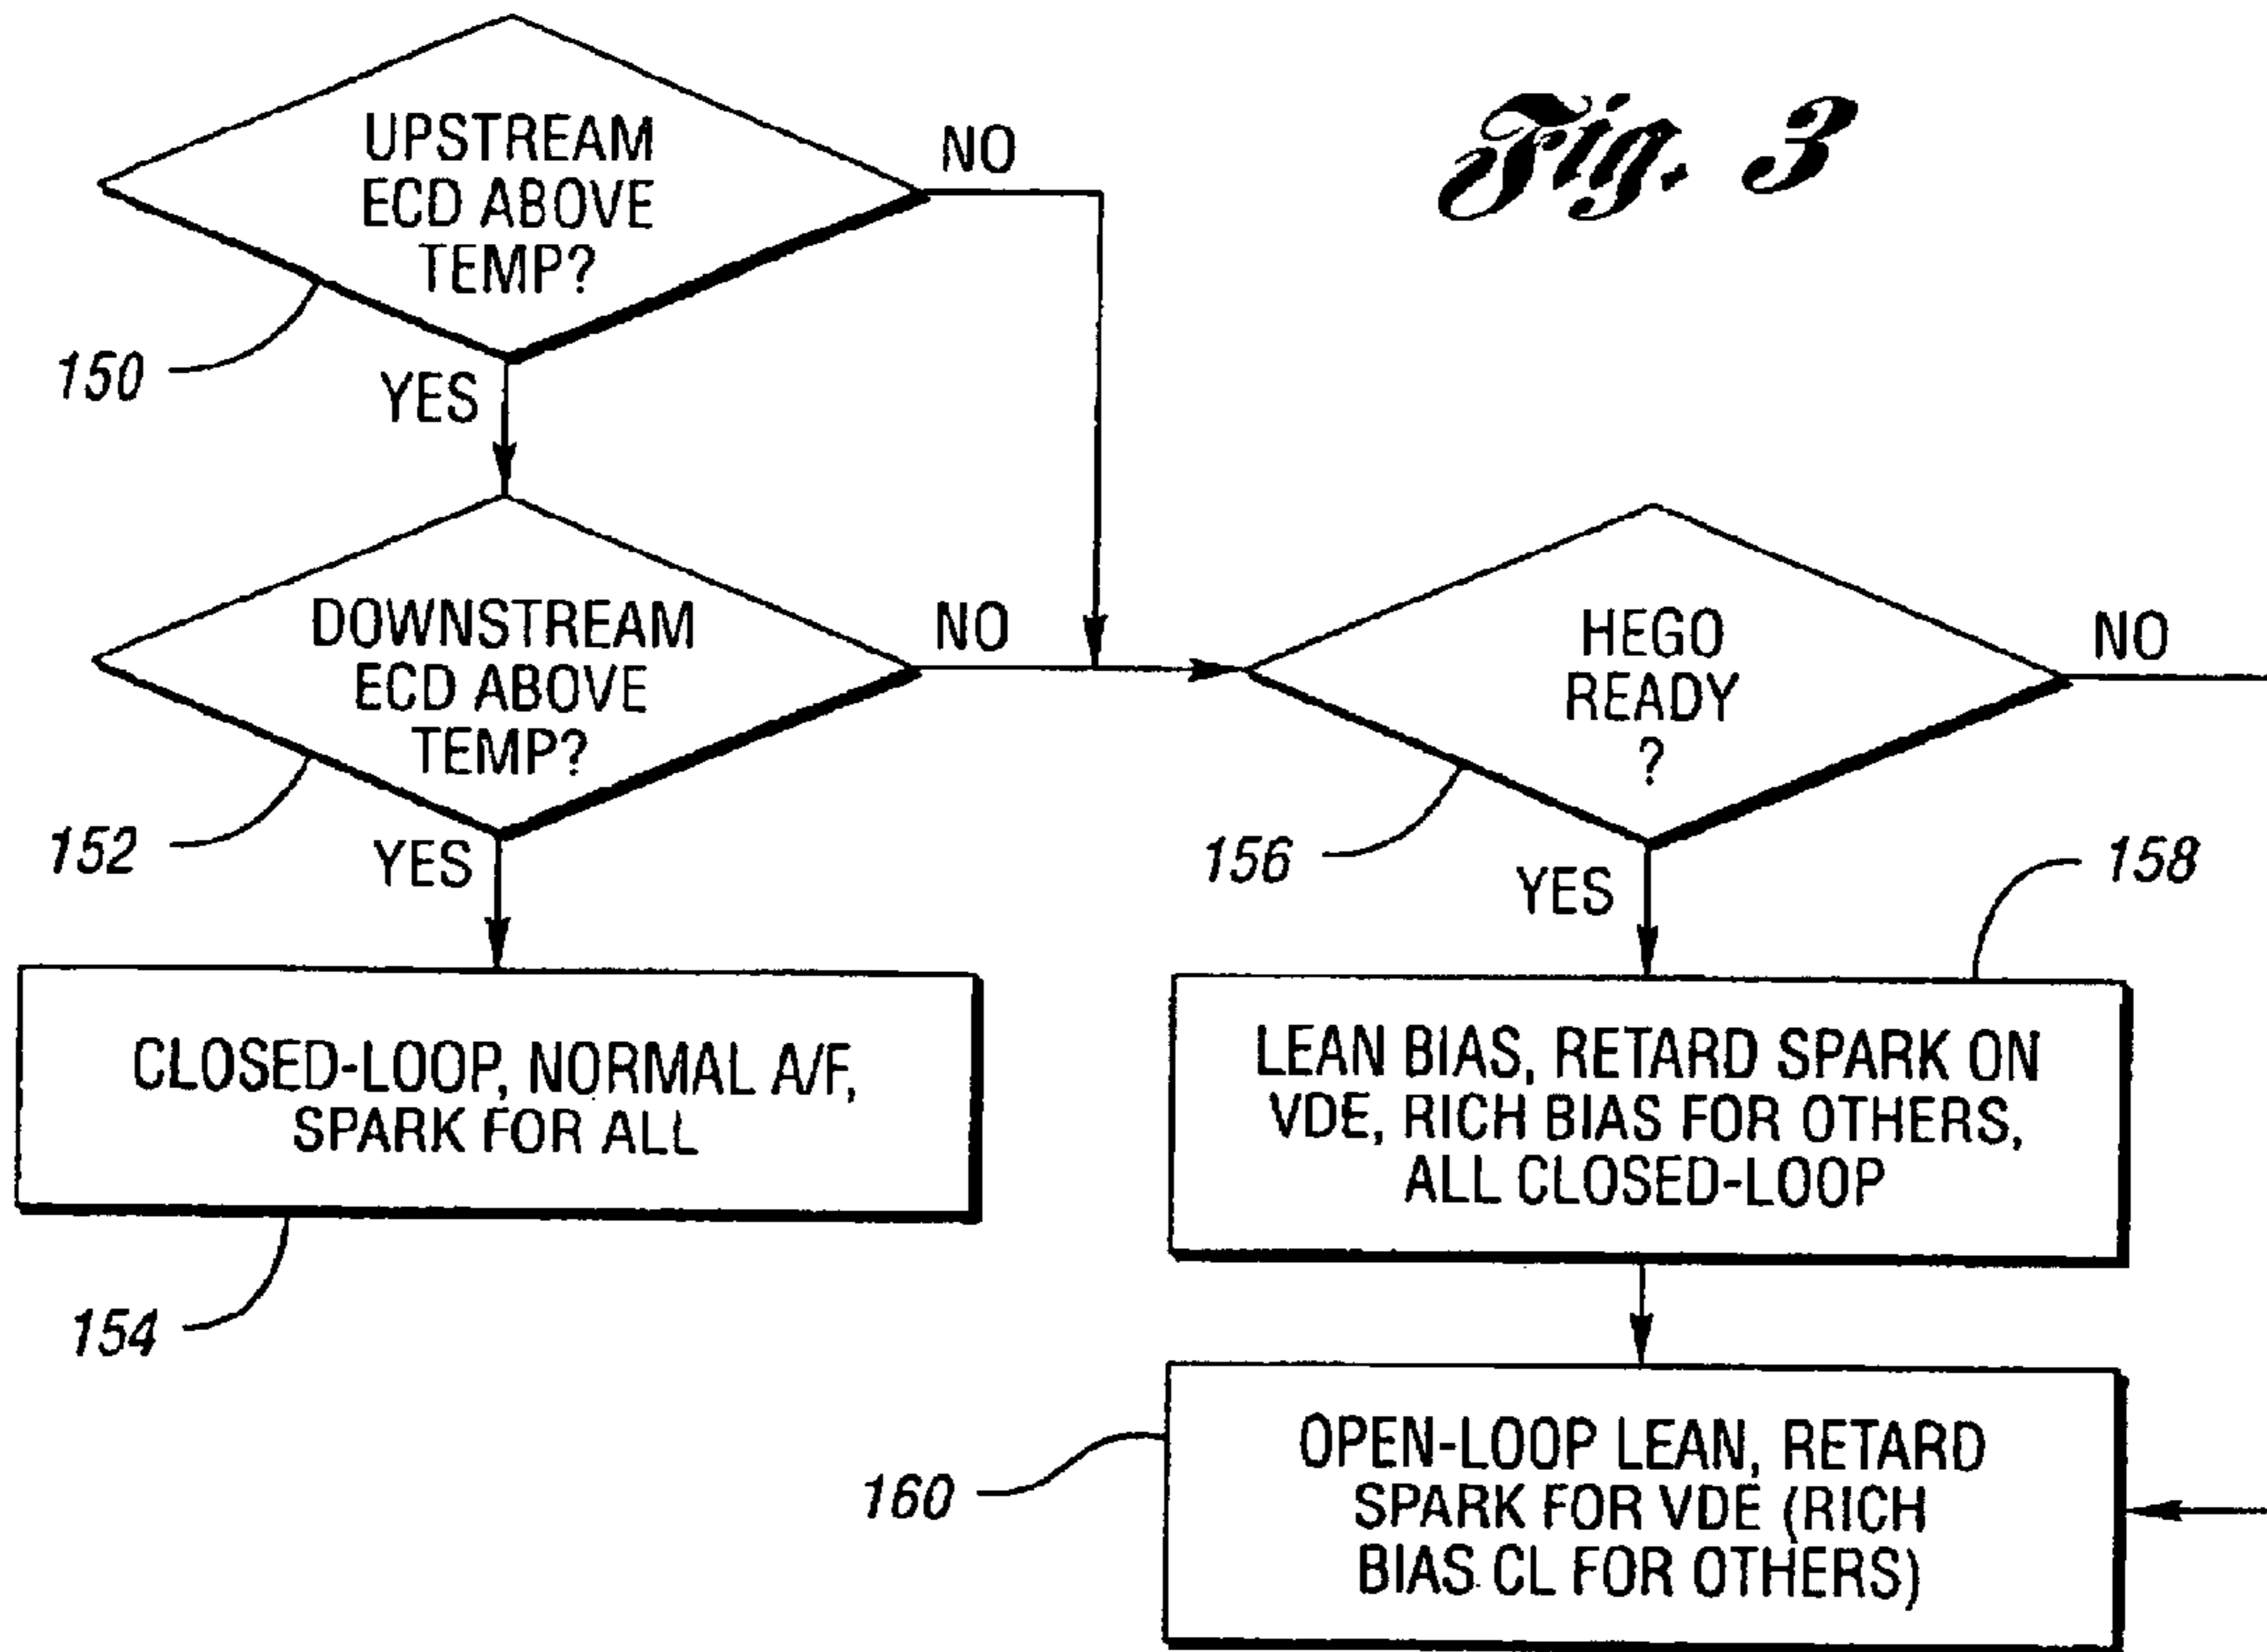 Fig. 3
UPSTREAM
ECD ABOVE
TEMP?
NO
150
YES
DOWNSTREAM
ECD ABOVE
TEMP?
NO
152
YES
HEGO
READY
?
NO
156
YES
158
CLOSED-LOOP, NORMAL A/F,
SPARK FOR ALL
154
LEAN BIAS, RETARD SPARK ON
VDE, RICH BIAS FOR OTHERS,
ALL CLOSED-LOOP
160
OPEN-LOOP LEAN, RETARD
SPARK FOR VDE (RICH
BIAS CL FOR OTHERS)